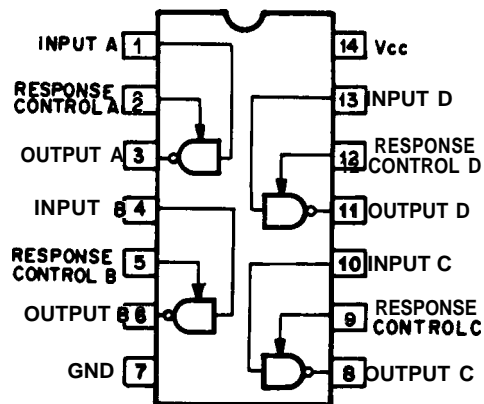 INPUT A 1
RESPONSE
CONTROL A 2
OUTPUT A 3
INPUT B 4
RESPONSE
CONTROL B 5
OUTPUT B 6
GND 7
14 Vcc
13 INPUT D
12 RESPONSE
CONTROL D
11 OUTPUT D
10 INPUT C
9 RESPONSE
CONTROL C
8 OUTPUT C